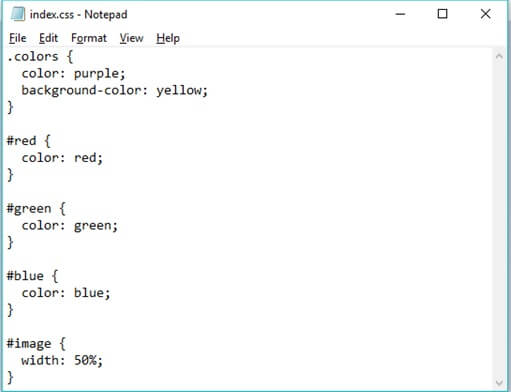 index.css - Notepad
File Edit Format View Help
.colors {
  color: purple;
  background-color: yellow;
}

#red {
  color: red;
}

#green {
  color: green;
}

#blue {
  color: blue;
}

#image {
  width: 50%;
}